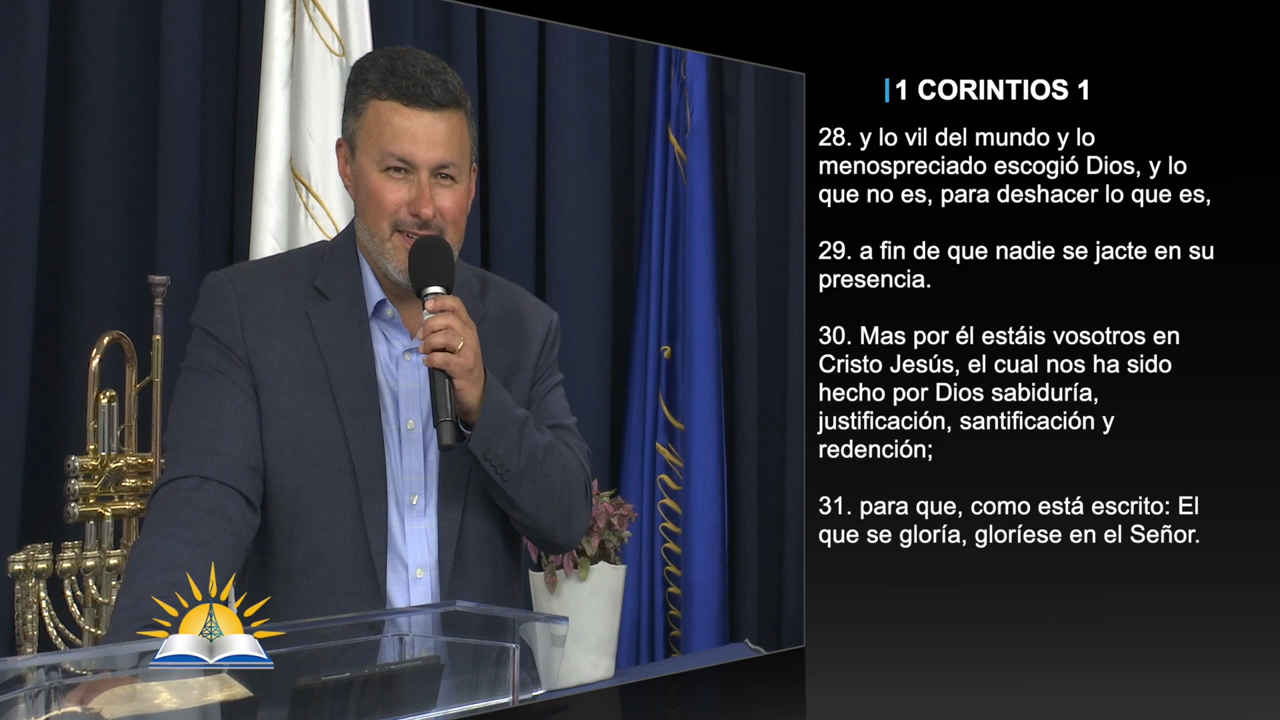 1 CORINTIOS 1
28. y lo vil del mundo y lo
menospreciado escogió Dios, y lo
que no es, para deshacer lo que es,
29. a fin de que nadie se jacte en su
presencia.
30. Mas por él estáis vosotros en
Cristo Jesús, el cual nos ha sido
hecho por Dios sabiduría,
justificación, santificación y
redención;
31. para que, como está escrito: El
que se gloría, gloríese en el Señor.